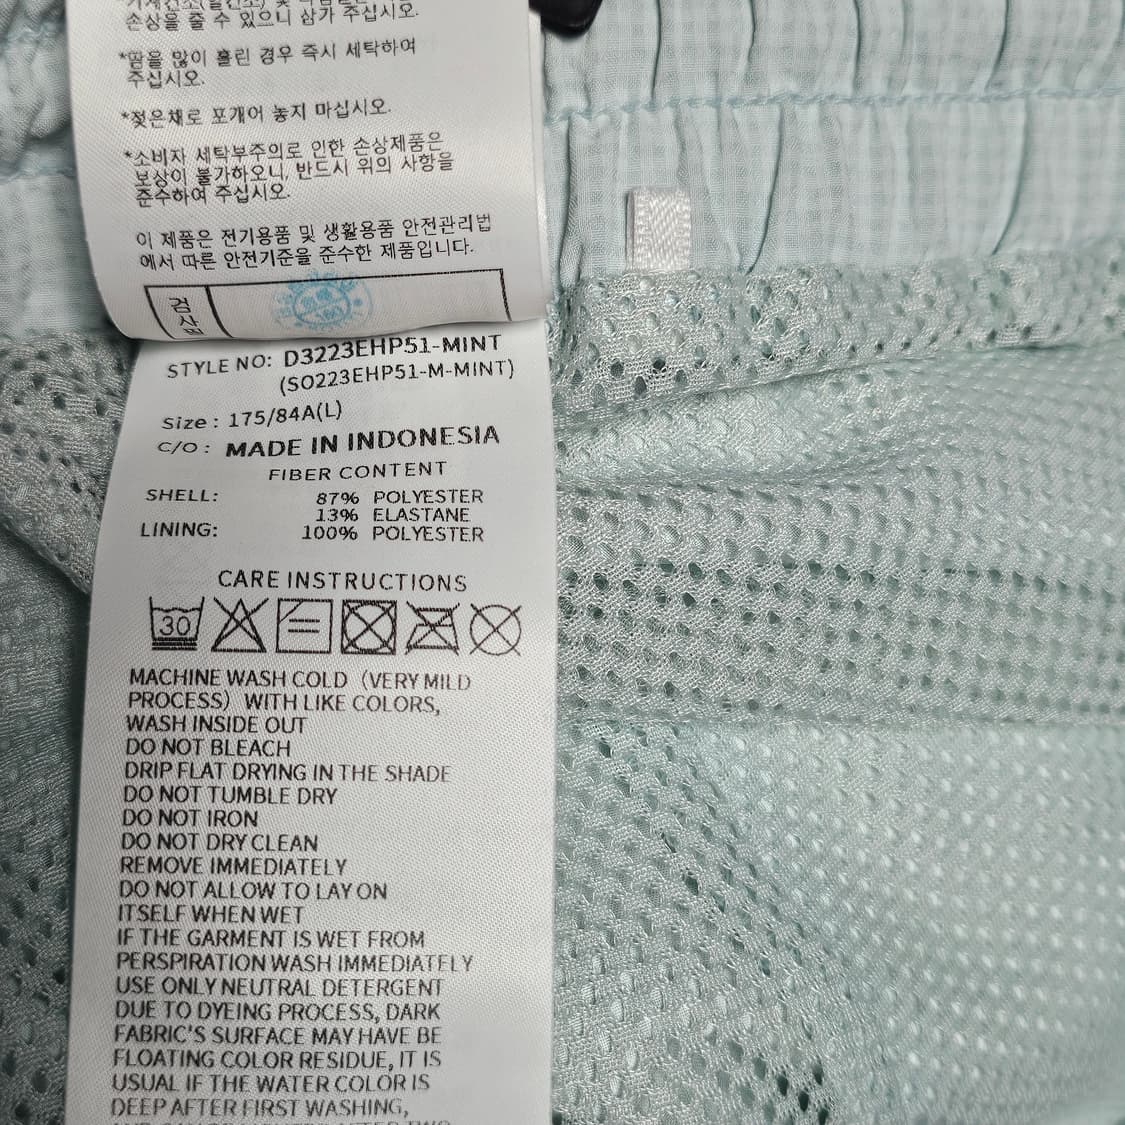 손상을 줄 수 있으니 삼가 주십시오.
*땀을 많이 흘린 경우 즉시 세탁하여
주십시오.
*젖은채로 포개어 놓지 마십시오.
*소비자 세탁부주의로 인한 손상제품은
보상이 불가하오니, 반드시 위의 사항을
준수하여 주십시오.
이 제품은 전기용품 및 생활용품 안전관리법
에서 따른 안전기준을 준수한 제품입니다.
검사
STYLE NO: D3223EHP51-MINT
(SO223EHP51-M-MINT)
Size : 175/84A(L)
C/O : MADE IN INDONESIA
FIBER CONTENT
SHELL: 87% POLYESTER
13% ELASTANE
LINING: 100% POLYESTER
CARE INSTRUCTIONS
30
MACHINE WASH COLD (VERY MILD
PROCESS) WITH LIKE COLORS,
WASH INSIDE OUT
DO NOT BLEACH
DRIP FLAT DRYING IN THE SHADE
DO NOT TUMBLE DRY
DO NOT IRON
DO NOT DRY CLEAN
REMOVE IMMEDIATELY
DO NOT ALLOW TO LAY ON
ITSELF WHEN WET
IF THE GARMENT IS WET FROM
PERSPIRATION WASH IMMEDIATELY
USE ONLY NEUTRAL DETERGENT
DUE TO DYEING PROCESS, DARK
FABRIC'S SURFACE MAY HAVE BE
FLOATING COLOR RESIDUE, IT IS
USUAL IF THE WATER COLOR IS
DEEP AFTER FIRST WASHING,